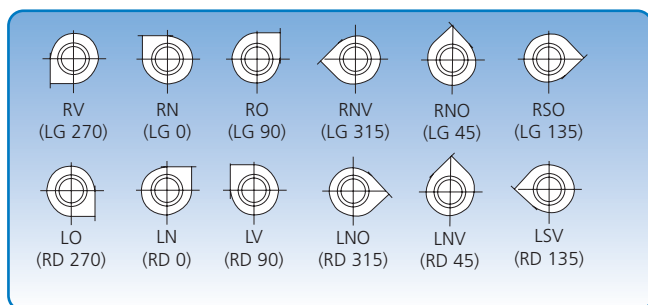 RV RN RO RNV RNO RSO
(LG 270) (LG 0) (LG 90) (LG 315) (LG 45) (LG 135)
LO LN LV LNO LNV LSV
(RD 270) (RD 0) (RD 90) (RD 315) (RD 45) (RD 135)